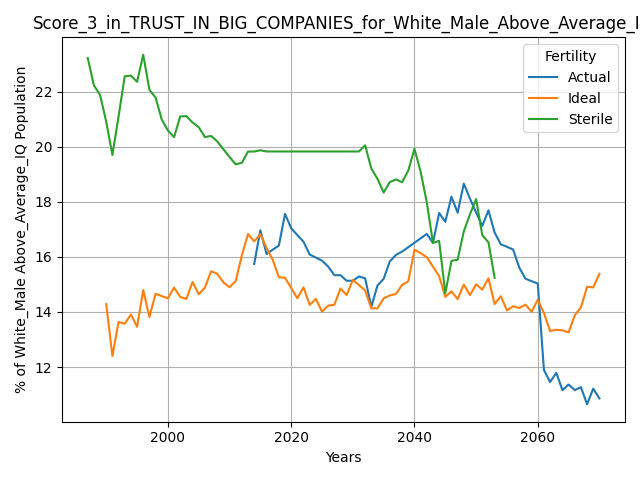 Score_3_in_TRUST_IN_BIG_COMPANIES_for_White_Male_Above_Average_I
Fertility
Actual
Ideal
Sterile
% of White_Male Above_Average_IQ Population
22
20
18
16
14
12
2000
2020
2040
2060
Years